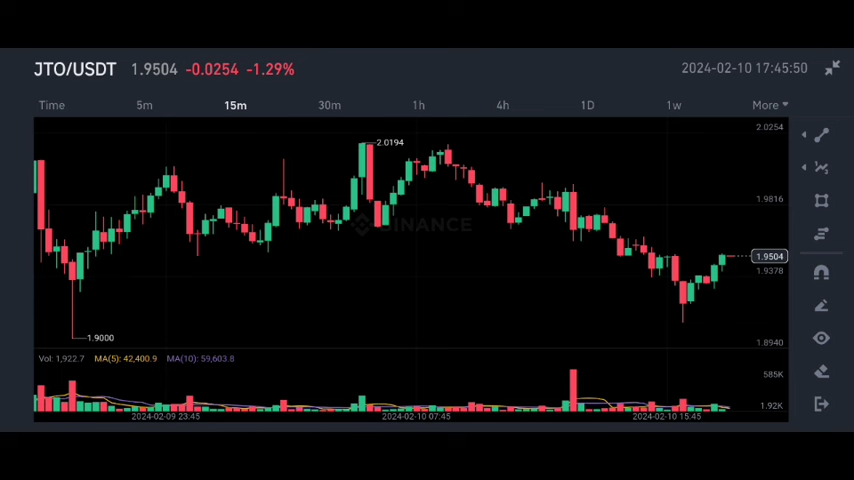 JTO/USDT 1.9504 -0.0254 -1.29% 2024-02-10 17:45:50
Time 5m 15m 30m 1h 4h 1D 1w More
2.0254
2.0194
1.9816
BINANCE
1.9504
1.9378
1.9000
1.8940
Vol: 1,922.7 MA(5): 42,400.9 MA(10): 59,603.8
585K
1.92K
2024-02-09 23:45 2024-02-10 07:45 2024-02-10 15:45